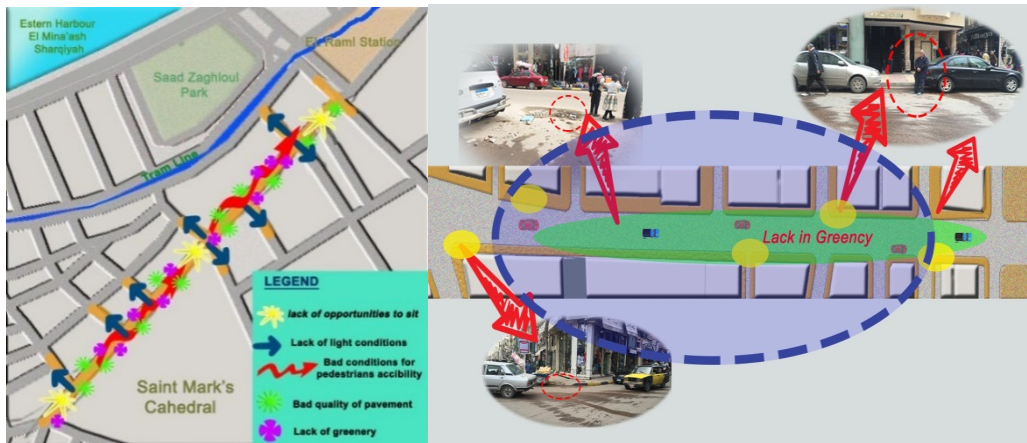 Estern Harbour
El Mina'ash
Sharqiyah
El Raml Station
Saad Zaghloul
Park
Tram Line
LEGEND
lack of opportunities to sit
Lack of light conditions
Bad conditions for
pedestrians accibility
Bad quality of pavement
Lack of greenery
Saint Mark's
Cahedral
Lack in Greency